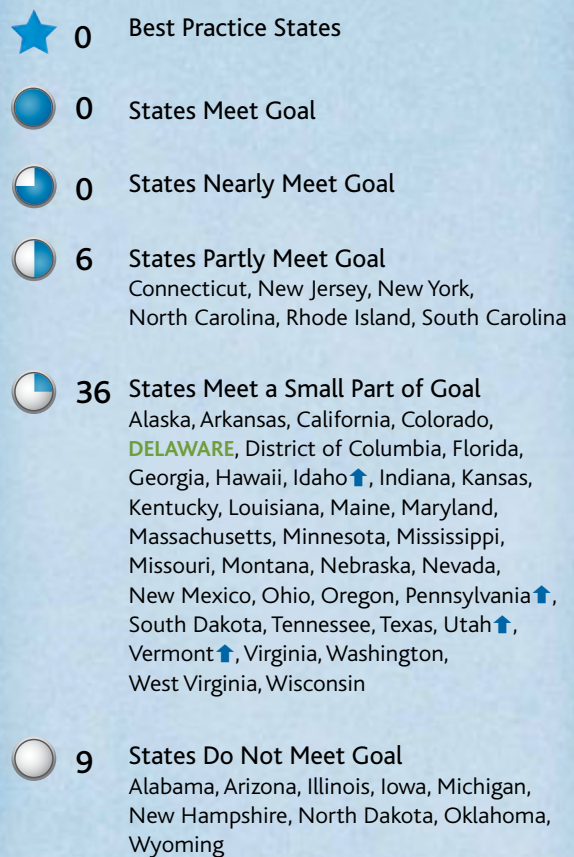 0 Best Practice States
0 States Meet Goal
0 States Nearly Meet Goal
6 States Partly Meet Goal
Connecticut, New Jersey, New York,
North Carolina, Rhode Island, South Carolina
36 States Meet a Small Part of Goal
Alaska, Arkansas, California, Colorado,
DELAWARE, District of Columbia, Florida,
Georgia, Hawaii, Idaho⬆, Indiana, Kansas,
Kentucky, Louisiana, Maine, Maryland,
Massachusetts, Minnesota, Mississippi,
Missouri, Montana, Nebraska, Nevada,
New Mexico, Ohio, Oregon, Pennsylvania⬆,
South Dakota, Tennessee, Texas, Utah⬆,
Vermont⬆, Virginia, Washington,
West Virginia, Wisconsin
9 States Do Not Meet Goal
Alabama, Arizona, Illinois, Iowa, Michigan,
New Hampshire, North Dakota, Oklahoma,
Wyoming